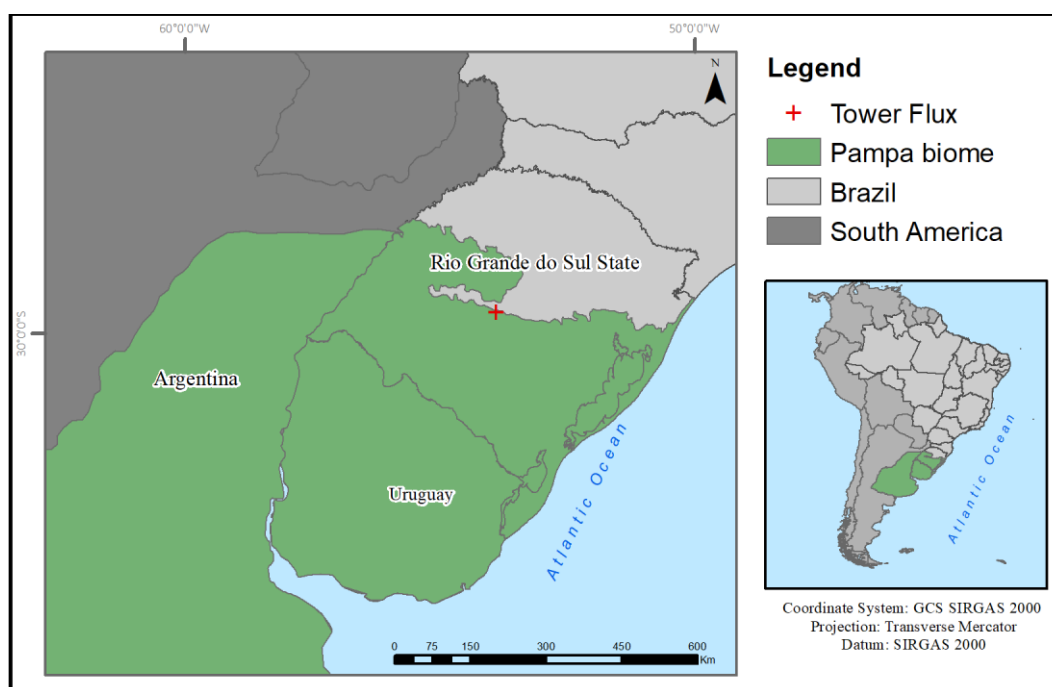 60°0'0"W
50°0'0"W
30°0'0"S
N
Rio Grande do Sul State
Argentina
Uruguay
Atlantic Ocean
0
75
150
300
450
600
Km
Legend
Tower Flux
Pampa biome
Brazil
South America
Atlantic Ocean
Coordinate System: GCS SIRGAS 2000
Projection: Transverse Mercator
Datum: SIRGAS 2000